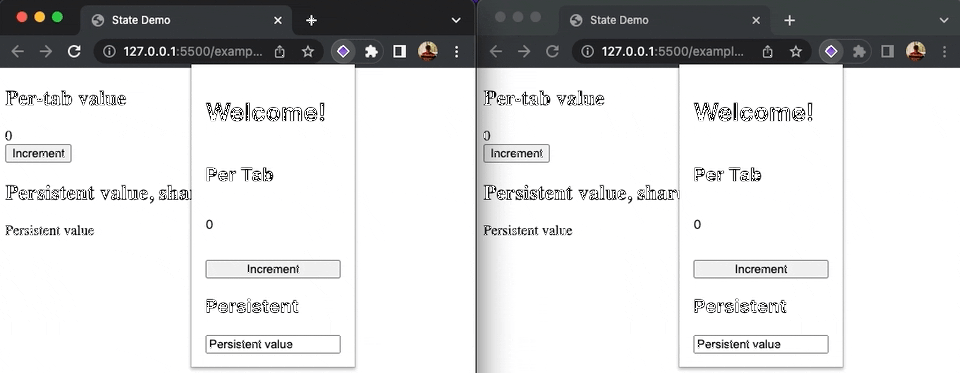 State Demo
127.0.0.1:5500/examp...
Per-tab value
0
Increment
Persistent value, shar
Persistent value
Welcome!
Per Tab
0
Increment
Persistent
Persistent value
State Demo
127.0.0.1:5500/exampl...
Per-tab value
0
Increment
Persistent value, share
Persistent value
Welcome!
Per Tab
0
Increment
Persistent
Persistent value